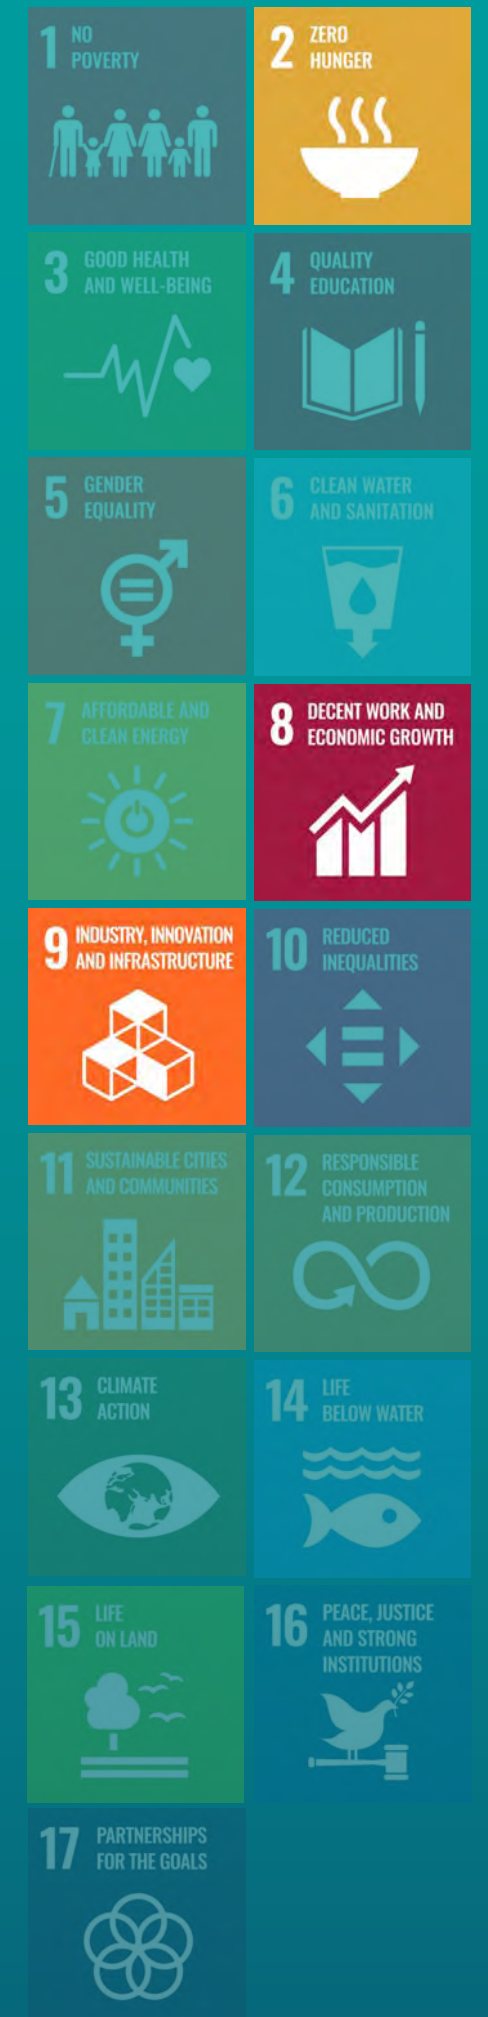 1 NO
POVERTY
2 ZERO
HUNGER
3 GOOD HEALTH
AND WELL-BEING
4 QUALITY
EDUCATION
5 GENDER
EQUALITY
6 CLEAN WATER
AND SANITATION
7 AFFORDABLE AND
CLEAN ENERGY
8 DECENT WORK AND
ECONOMIC GROWTH
9 INDUSTRY, INNOVATION
AND INFRASTRUCTURE
10 REDUCED
INEQUALITIES
11 SUSTAINABLE CITIES
AND COMMUNITIES
12 RESPONSIBLE
CONSUMPTION
AND PRODUCTION
13 CLIMATE
ACTION
14 LIFE
BELOW WATER
15 LIFE
ON LAND
16 PEACE, JUSTICE
AND STRONG
INSTITUTIONS
17 PARTNERSHIPS
FOR THE GOALS